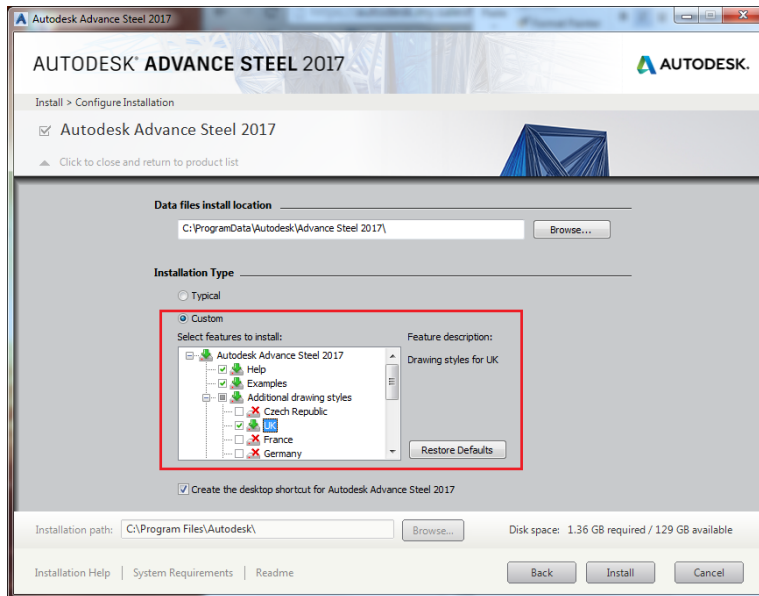 Autodesk Advance Steel 2017
AUTODESK® ADVANCE STEEL 2017
AUTODESK.
Install > Configure Installation
Autodesk Advance Steel 2017
Click to close and return to product list
Data files install location
C:\ProgramData\Autodesk\Advance Steel 2017\
Browse...
Installation Type
Typical
Custom
Select features to install:
Feature description:
Autodesk Advance Steel 2017
Drawing styles for UK
Help
Examples
Additional drawing styles
Czech Republic
UK
France
Germany
Restore Defaults
Create the desktop shortcut for Autodesk Advance Steel 2017
Installation path:
C:\Program Files\Autodesk\
Browse...
Disk space: 1.36 GB required / 129 GB available
Installation Help | System Requirements | Readme
Back
Install
Cancel